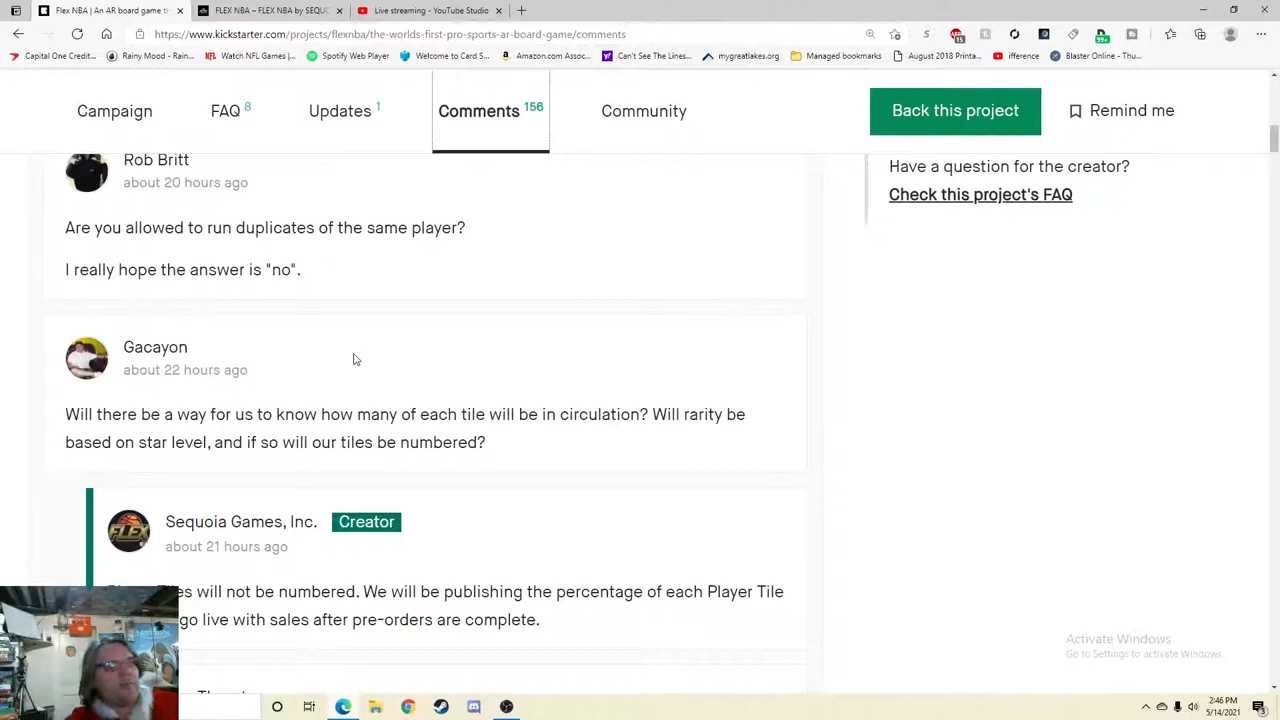 Flex NBA | An AR board game th
FLEX NBA – FLEX NBA by SEQUO
Live streaming - YouTube Studio
https://www.kickstarter.com/projects/flexnba/the-worlds-first-pro-sports-ar-board-game/comments
15
99+
Capital One Credit...
Rainy Mood - Rain...
NFL Watch NFL Games |...
Spotify Web Player
Welcome to Card S...
Amazon.com: Amazo...
Can't See The Lines...
mygreatlakes.org
Managed bookmarks
August 2018 Printa...
ifference
Blaster Online - Thu...
Campaign
FAQ 8
Updates 1
Comments 156
Community
Back this project
Remind me
Rob Britt
about 20 hours ago
Are you allowed to run duplicates of the same player?
I really hope the answer is "no".
Have a question for the creator?
Check this project's FAQ
Gacayon
about 22 hours ago
Will there be a way for us to know how many of each tile will be in circulation? Will rarity be
based on star level, and if so will our tiles be numbered?
FLEX
Sequoia Games, Inc. Creator
about 21 hours ago
will not be numbered. We will be publishing the percentage of each Player Tile
go live with sales after pre-orders are complete.
Activate Windows
Go to Settings to activate Windows.
2:46 PM
5/14/2021
3